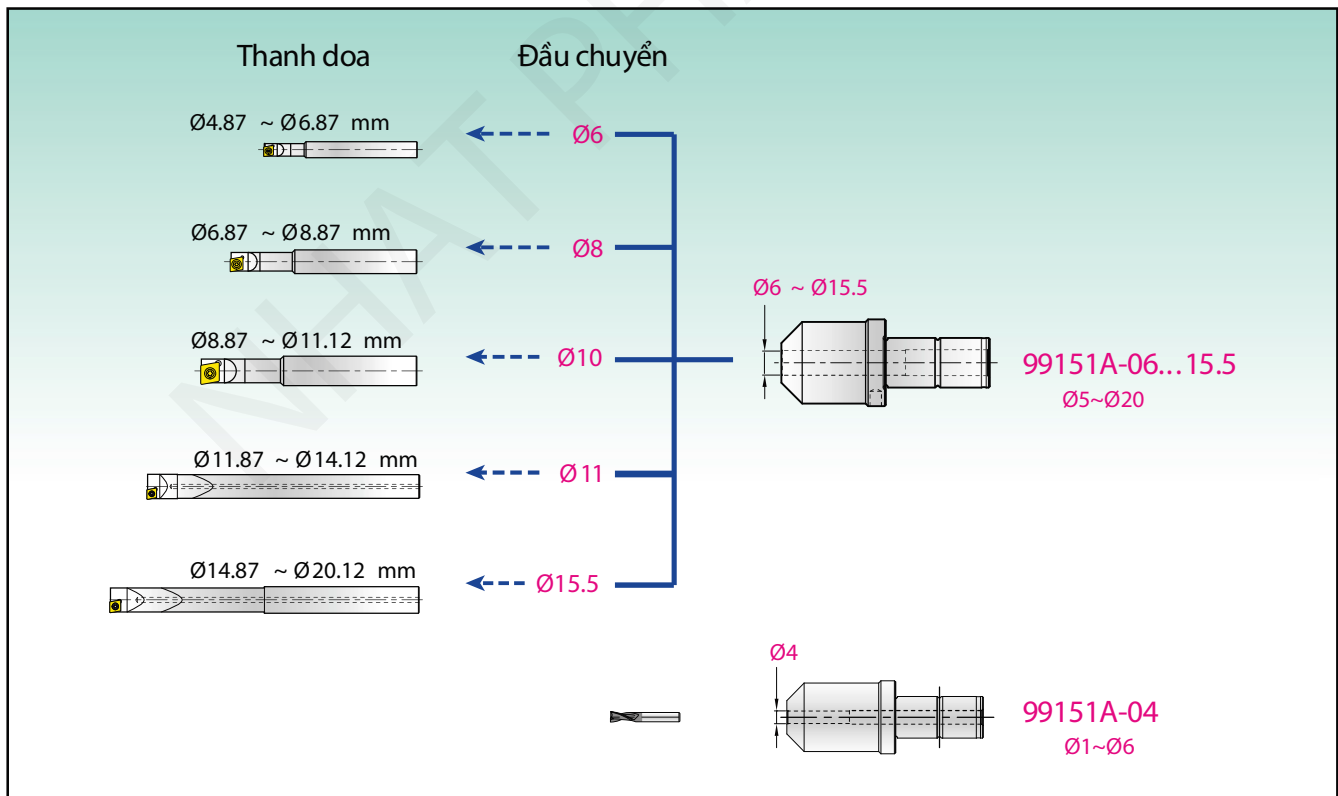 Thanh doa Đầu chuyển
Ø4.87 ~ Ø6.87 mm
Ø6
Ø6.87 ~ Ø8.87 mm
Ø8
Ø6 ~ Ø15.5
Ø8.87 ~ Ø11.12 mm
Ø10
99151A-06...15.5
Ø5~Ø20
Ø11.87 ~ Ø14.12 mm
Ø11
Ø14.87 ~ Ø20.12 mm
Ø15.5
Ø4
99151A-04
Ø1~Ø6